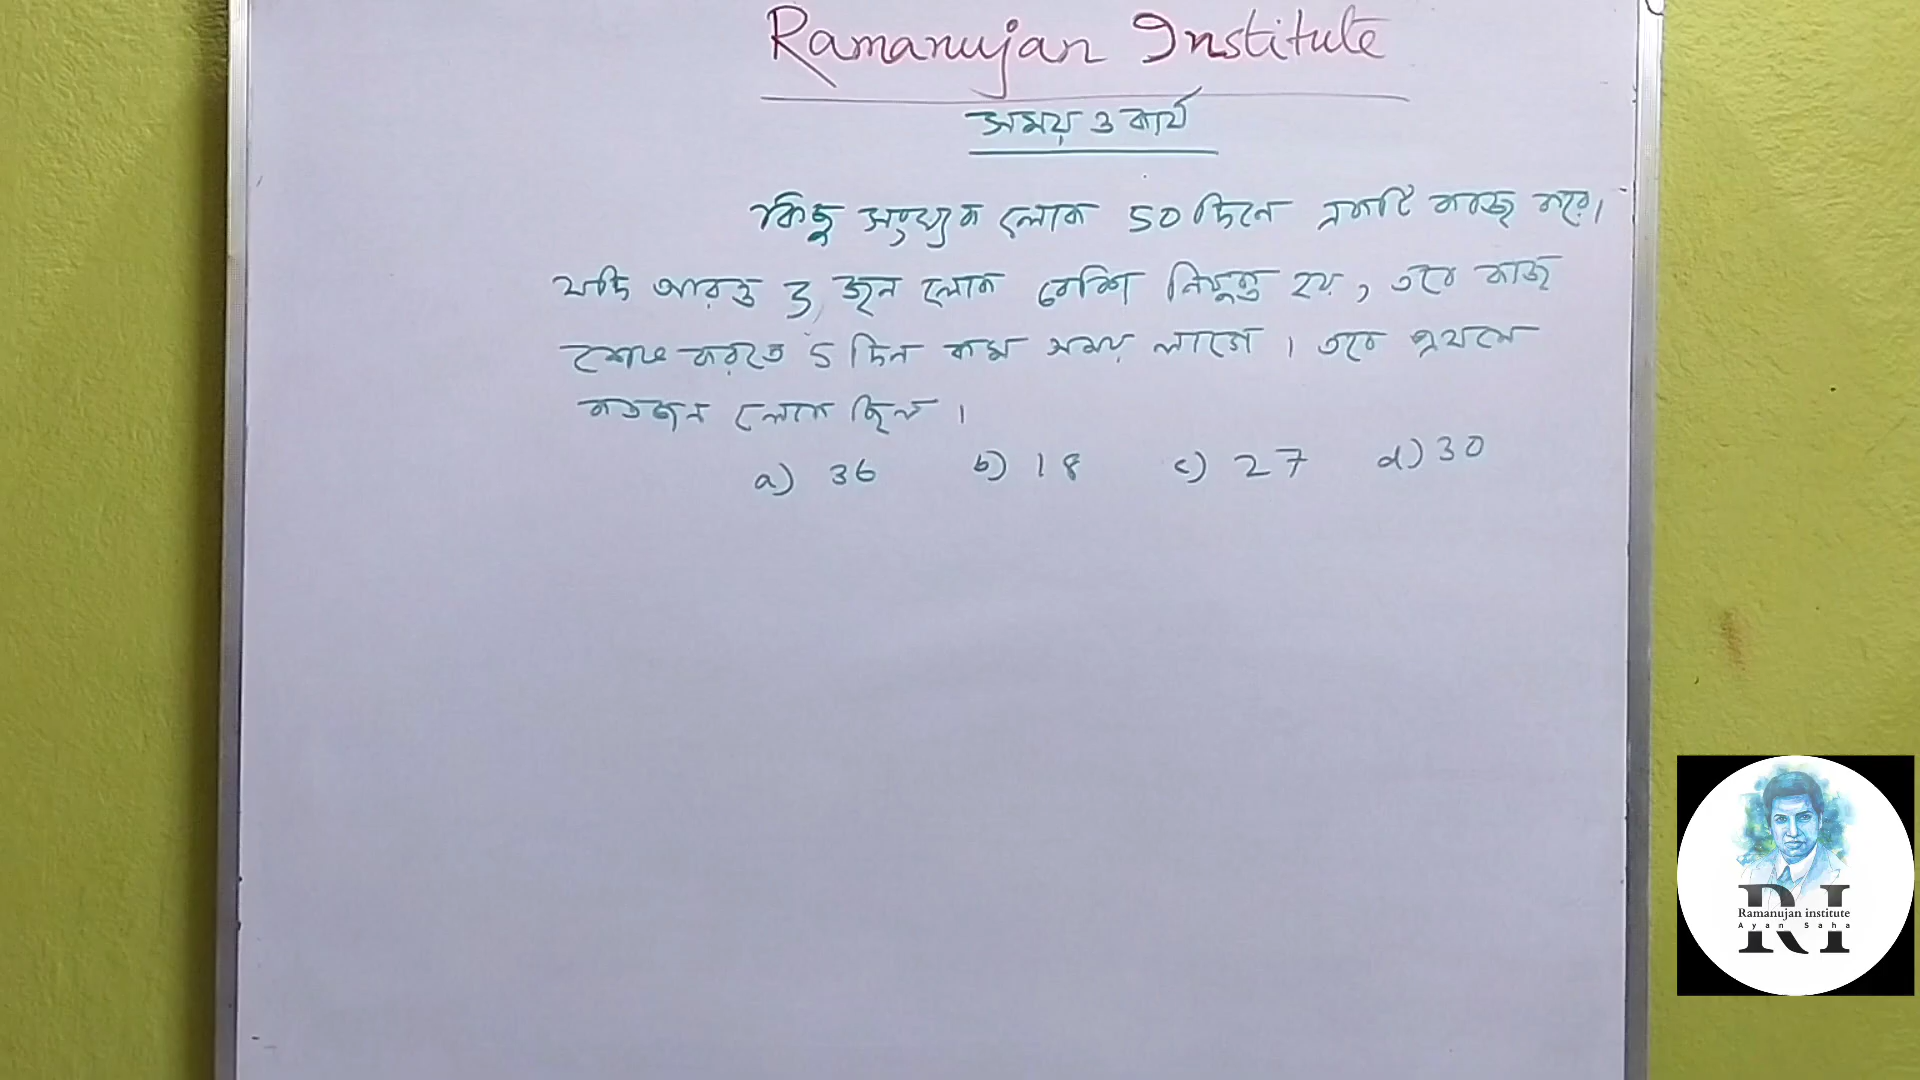 Ramanujan Institute
সময় ও কার্য
কিছু সংখ্যক লোক 50 দিনে একটি কাজ করে।
যদি আরও 3 জন লোক বেশি নিযুক্ত হয়, তবে কাজ
শেষ করতে 5 দিন কম সময় লাগে। তবে প্রথমে
কতজন লোক ছিল।
a) 36 b) 18 c) 27 d) 30
RI
Ramanujan institute
Ayan Saha